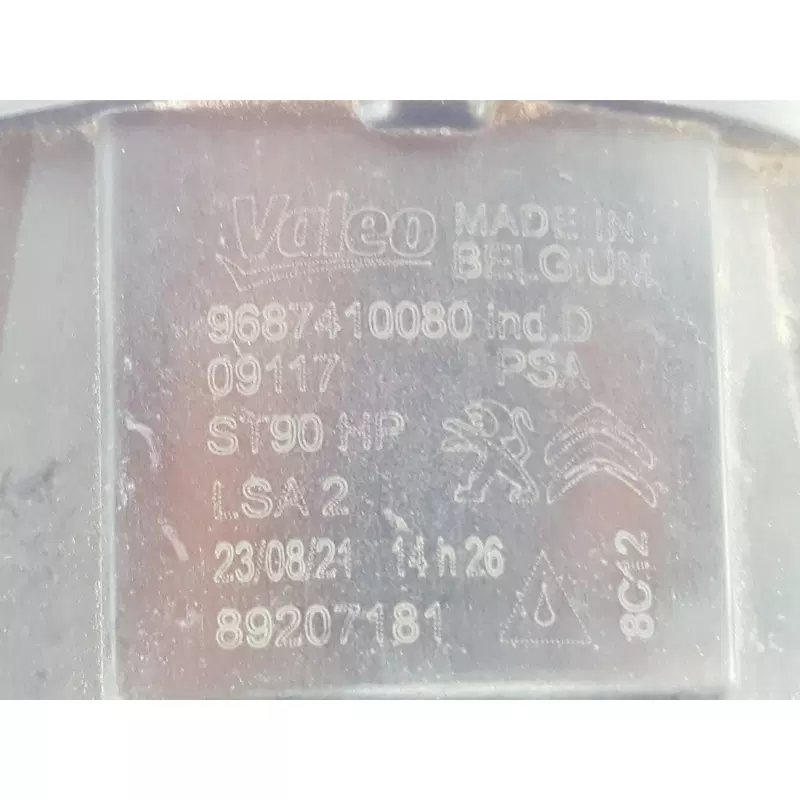 Valeo MADE IN
BELGIUM
9687410080 Ind.D
09117 PSA
ST90 HP
LSA 2
23/08/21 14 h 26
89207181
8C12